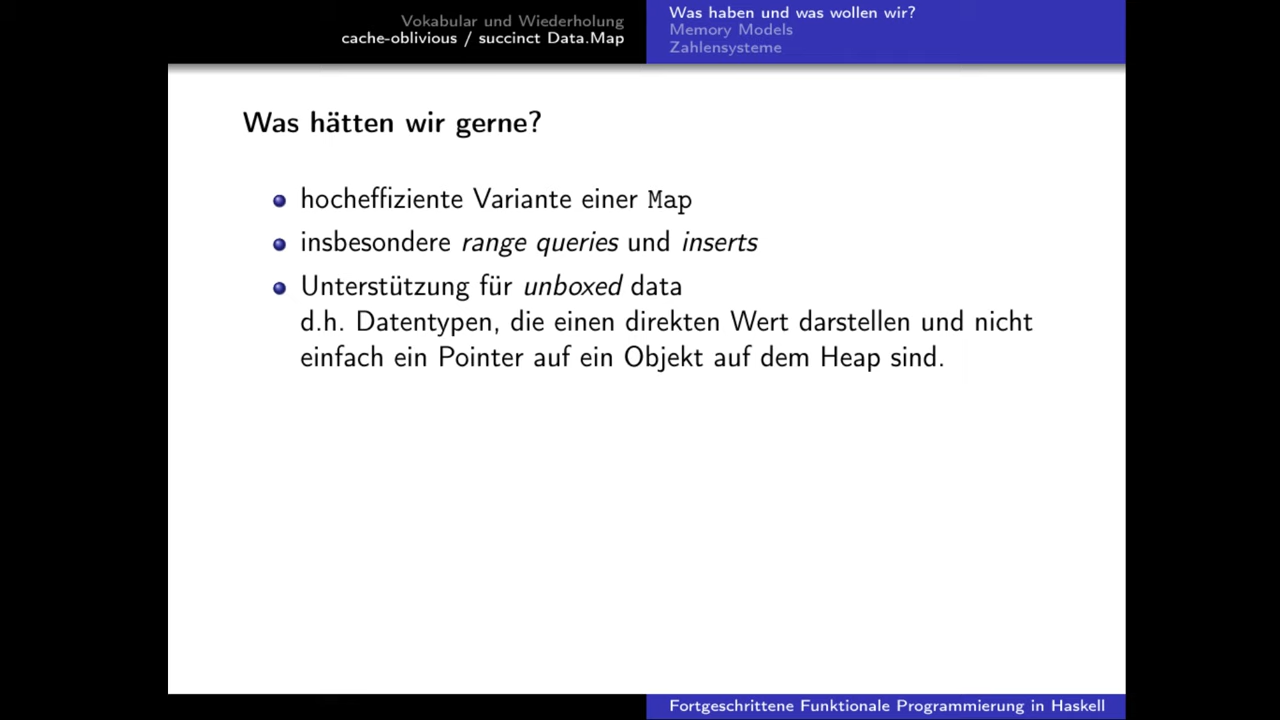 Vokabular und Wiederholung
cache-oblivious / succinct Data.Map
Was haben und was wollen wir?
Memory Models
Zahlensysteme
Was hätten wir gerne?
hocheffiziente Variante einer Map
insbesondere range queries und inserts
Unterstützung für unboxed data
d.h. Datentypen, die einen direkten Wert darstellen und nicht
einfach ein Pointer auf ein Objekt auf dem Heap sind.
Fortgeschrittene Funktionale Programmierung in Haskell